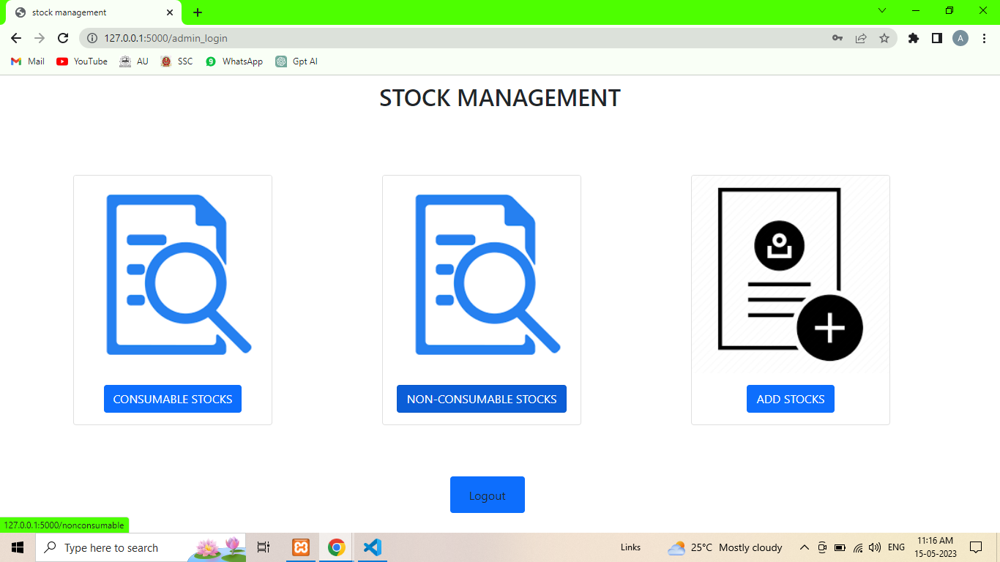 stock management
127.0.0.1:5000/admin_login
A
Mail
YouTube
AU
SSC
9
WhatsApp
Gpt AI
STOCK MANAGEMENT
CONSUMABLE STOCKS
NON-CONSUMABLE STOCKS
ADD STOCKS
Logout
127.0.0.1:5000/nonconsumable
Type here to search
Links
25°C Mostly cloudy
ENG
11:16 AM
15-05-2023